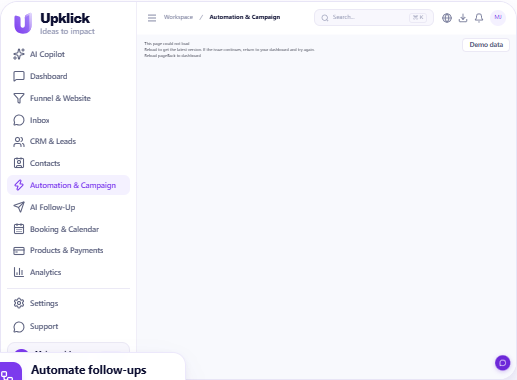 Upklick
Ideas to impact
AI Copilot
Dashboard
Funnel & Website
Inbox
CRM & Leads
Contacts
Automation & Campaign
AI Follow-Up
Booking & Calendar
Products & Payments
Analytics
Settings
Support
Automate follow-ups
Workspace / Automation & Campaign
Search...
⌘ K
MI
Demo data
This page could not load
Reload to get the latest version. If the issue continues, return to your dashboard and try again.
Reload page Back to dashboard